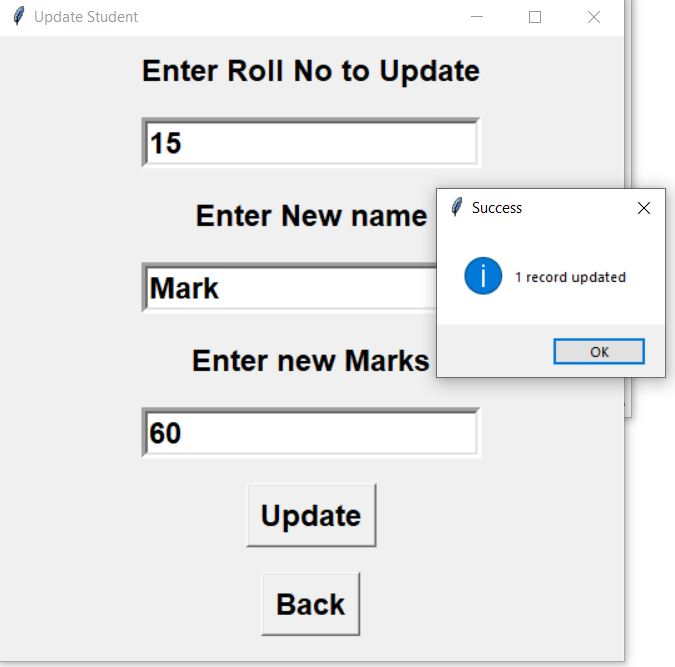 Update Student
Enter Roll No to Update
15
Enter New name
Mark
Enter new Marks
60
Update
Back
Success
1 record updated
OK